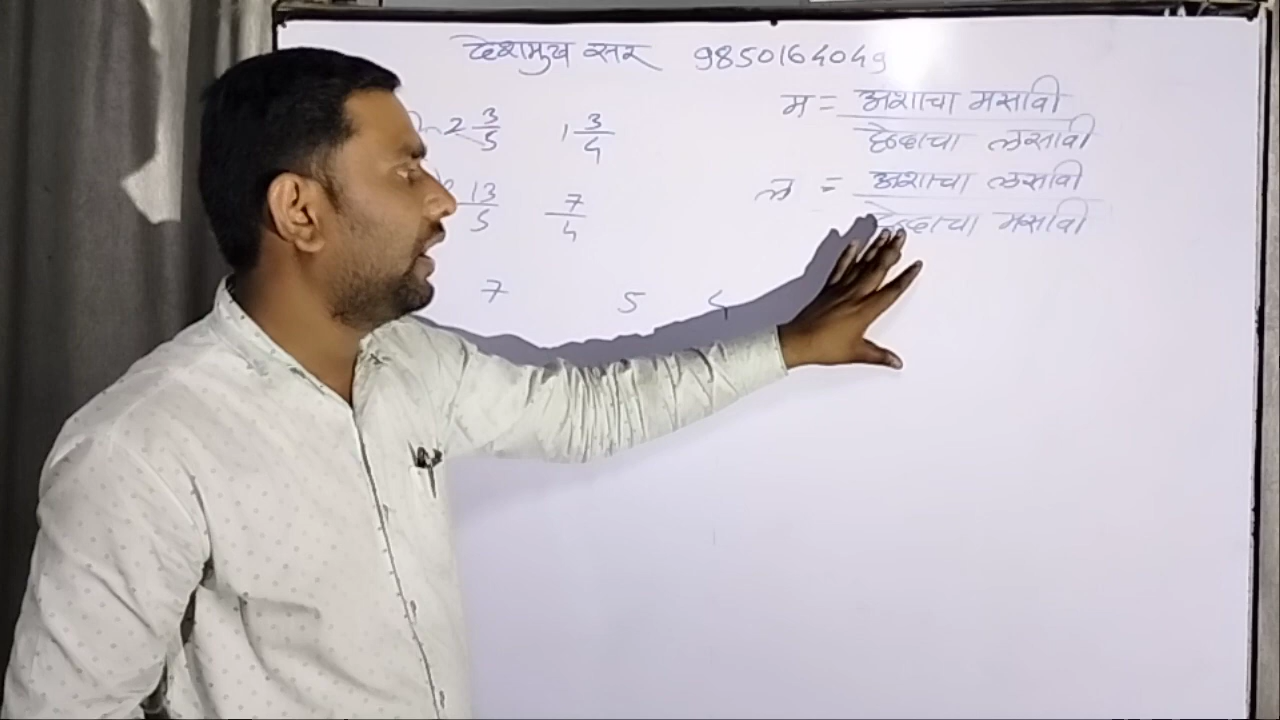 देशमुख सर 9850164049
2 3/5 1 3/4
13/5 7/4
7 5 4
म = अंशाचा मसावी / छेदाचा लसावी
ल = अंशाचा लसावी / छेदाचा मसावी